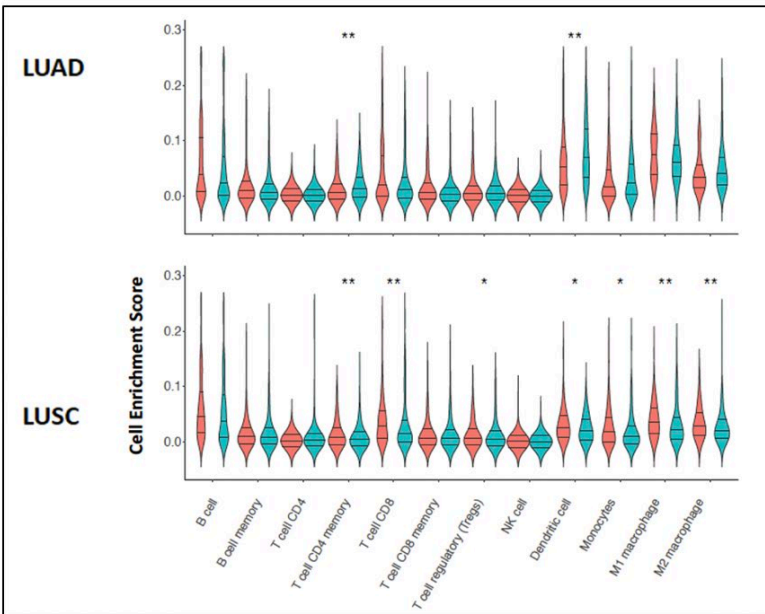 LUAD
0.3
**
**
0.2
0.1
0.0
LUSC
Cell Enrichment Score
0.3
**
**
*
*
*
**
**
0.2
0.1
0.0
B cell
B cell memory
T cell CD4
T cell CD4 memory
T cell CD8
T cell CD8 memory
T cell regulatory (Tregs)
NK cell
Dendritic cell
Monocytes
M1 macrophage
M2 macrophage